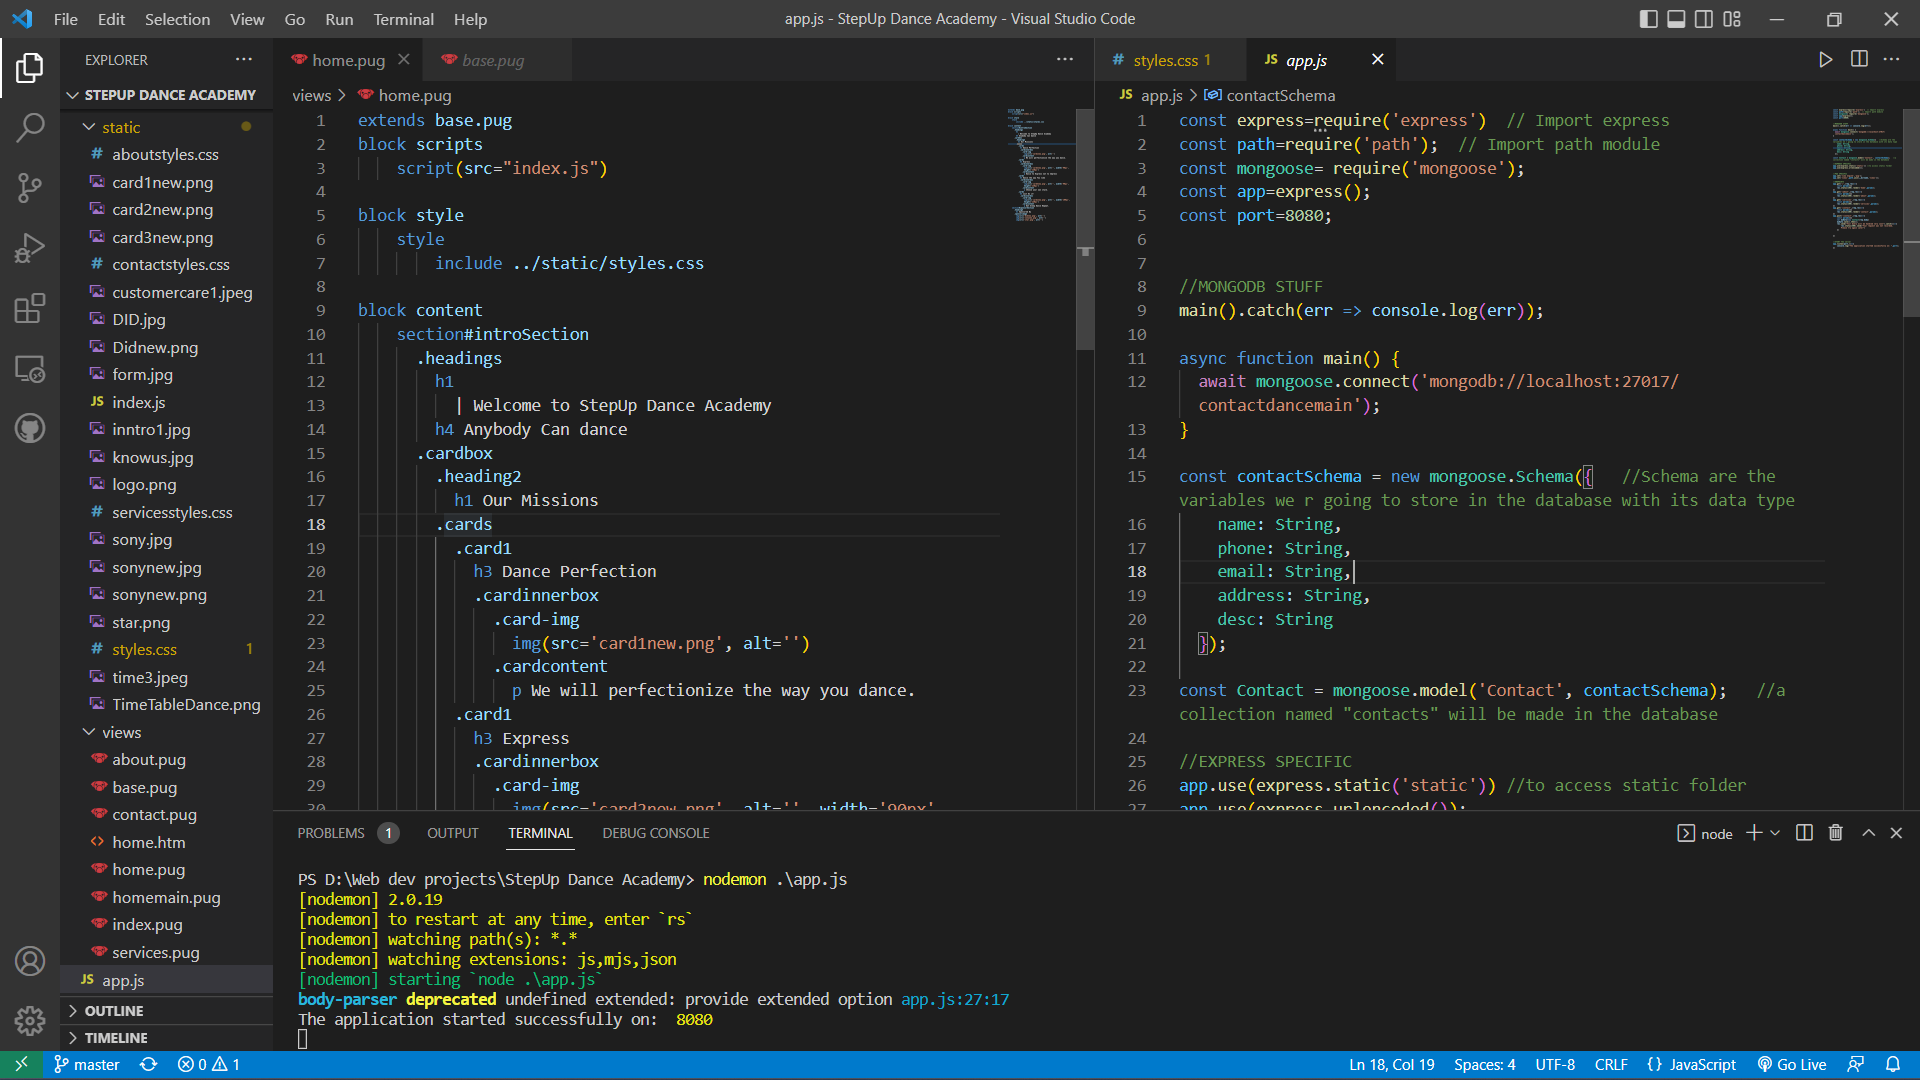 File Edit Selection View Go Run Terminal Help
app.js - StepUp Dance Academy - Visual Studio Code
EXPLORER
STEPUP DANCE ACADEMY
static
# aboutstyles.css
card1new.png
card2new.png
card3new.png
# contactstyles.css
customercare1.jpeg
DID.jpg
Didnew.png
form.jpg
JS index.js
inntro1.jpg
knowus.jpg
logo.png
# servicesstyles.css
sony.jpg
sonynew.jpg
sonynew.png
star.png
# styles.css 1
time3.jpeg
TimeTableDance.png
views
about.pug
base.pug
contact.pug
<> home.htm
home.pug
homemain.pug
index.pug
services.pug
JS app.js
OUTLINE
TIMELINE
home.pug base.pug
views > home.pug
1 extends base.pug
2 block scripts
3 script(src="index.js")
4
5 block style
6 style
7 include ../static/styles.css
8
9 block content
10 section#introSection
11 .headings
12 h1
13 | Welcome to StepUp Dance Academy
14 h4 Anybody Can dance
15 .cardbox
16 .heading2
17 h1 Our Missions
18 .cards
19 .card1
20 h3 Dance Perfection
21 .cardinnerbox
22 .card-img
23 img(src='card1new.png', alt='')
24 .cardcontent
25 p We will perfectionize the way you dance.
26 .card1
27 h3 Express
28 .cardinnerbox
29 .card-img
30 img(src='card2new.png', alt='', width='90px'
# styles.css 1 JS app.js
JS app.js > contactSchema
1 const express=require('express') // Import express
2 const path=require('path'); // Import path module
3 const mongoose= require('mongoose');
4 const app=express();
5 const port=8080;
6
7
8 //MONGODB STUFF
9 main().catch(err => console.log(err));
10
11 async function main() {
12 await mongoose.connect('mongodb://localhost:27017/
contactdancemain');
13 }
14
15 const contactSchema = new mongoose.Schema({ //Schema are the
variables we r going to store in the database with its data type
16 name: String,
17 phone: String,
18 email: String,
19 address: String,
20 desc: String
21 });
22
23 const Contact = mongoose.model('Contact', contactSchema); //a
collection named "contacts" will be made in the database
24
25 //EXPRESS SPECIFIC
26 app.use(express.static('static')) //to access static folder
27 app.use(express.urlencoded());
PROBLEMS 1 OUTPUT TERMINAL DEBUG CONSOLE
node
PS D:\Web dev projects\StepUp Dance Academy> nodemon .\app.js
[nodemon] 2.0.19
[nodemon] to restart at any time, enter `rs`
[nodemon] watching path(s): *.*
[nodemon] watching extensions: js,mjs,json
[nodemon] starting `node .\app.js`
body-parser deprecated undefined extended: provide extended option app.js:27:17
The application started successfully on: 8080
master 0 1
Ln 18, Col 19 Spaces: 4 UTF-8 CRLF {} JavaScript Go Live